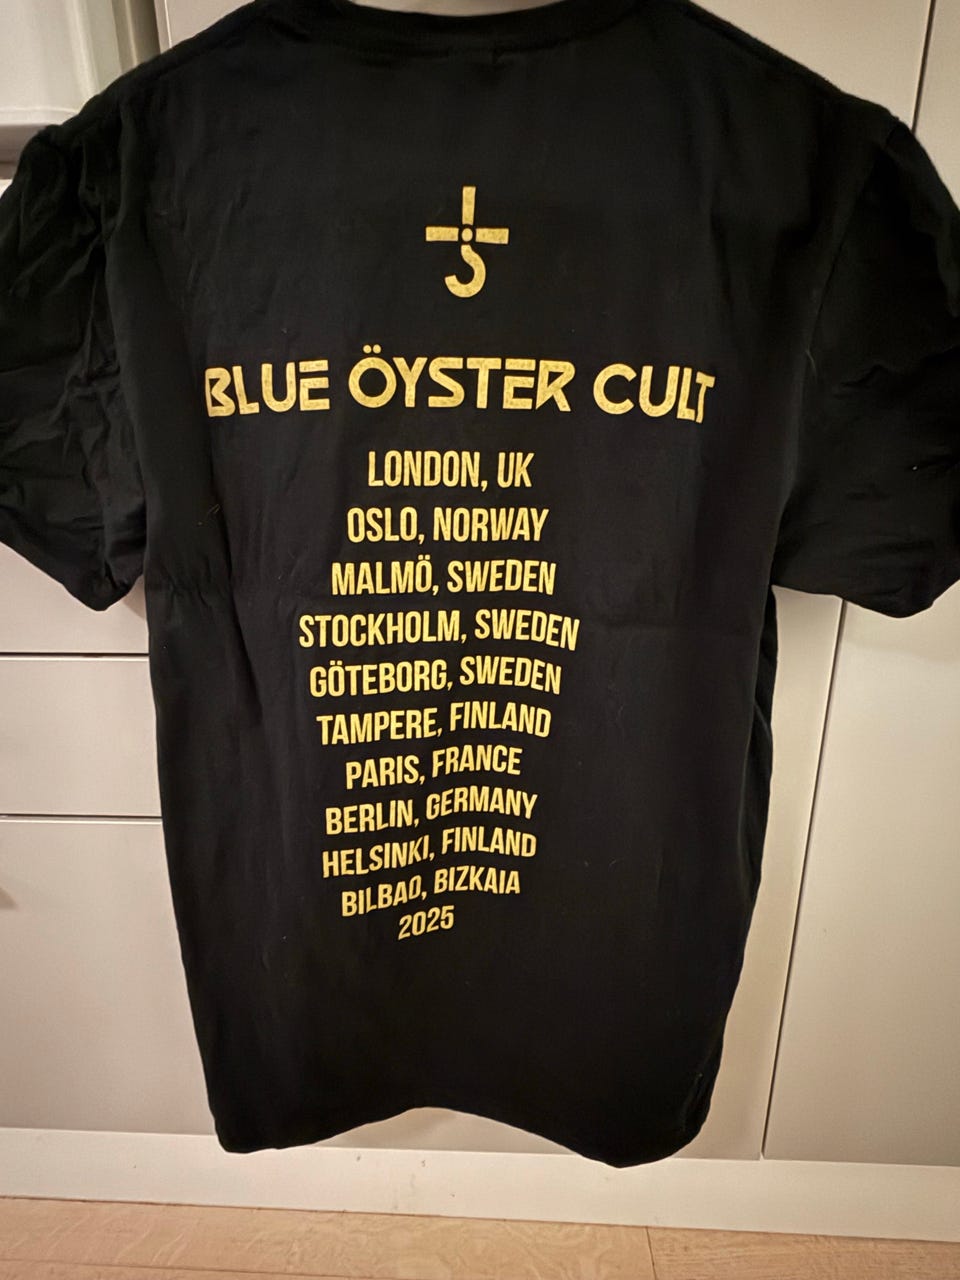 BLUE ÖYSTER CULT
LONDON, UK
OSLO, NORWAY
MALMÖ, SWEDEN
STOCKHOLM, SWEDEN
GÖTEBORG, SWEDEN
TAMPERE, FINLAND
PARIS, FRANCE
BERLIN, GERMANY
HELSINKI, FINLAND
BILBAO, BIZKAIA
2025